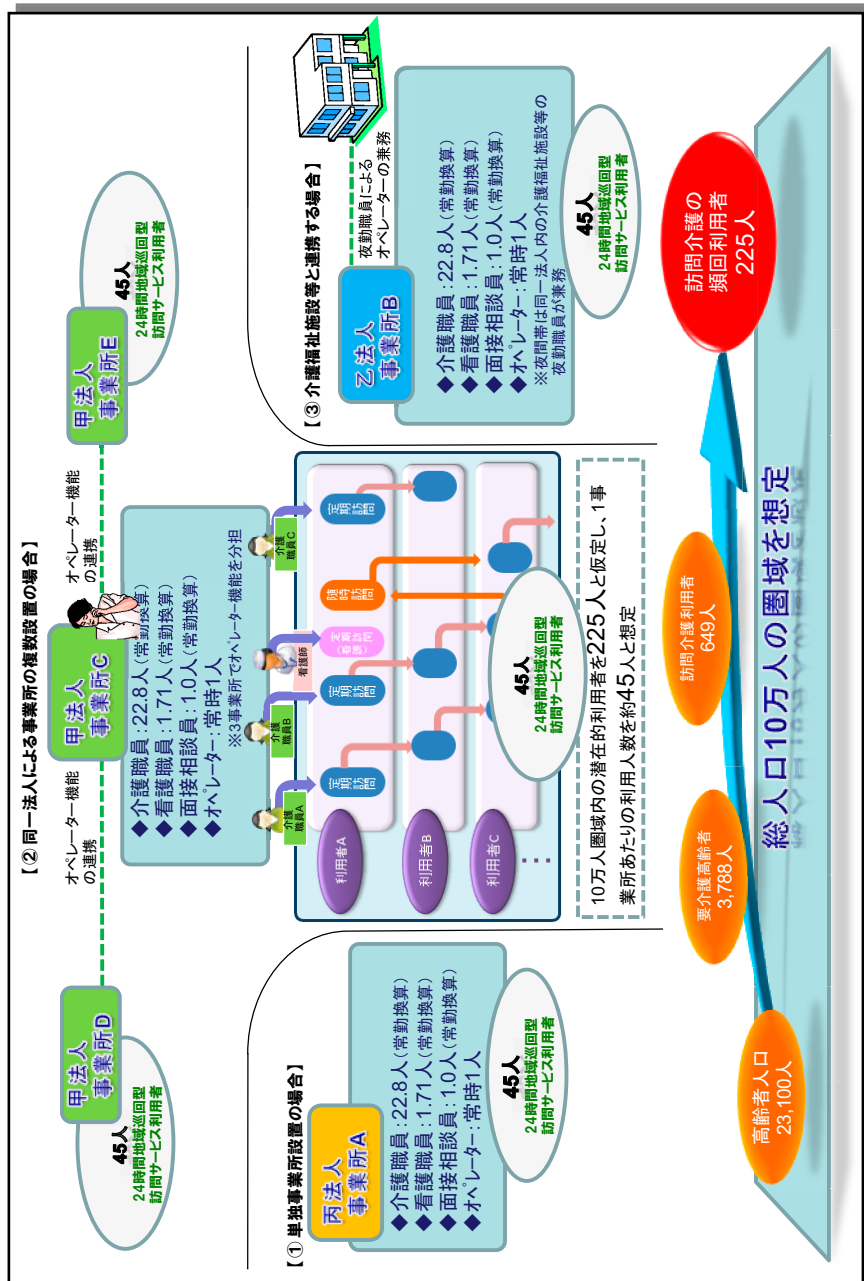 【② 同一法人による事業所の複数設置の場合】
甲法人
事業所D
45人
24時間地域巡回型
訪問サービス利用者
オペレーター機能
の連携
甲法人
事業所C
オペレーター機能
の連携
甲法人
事業所E
45人
24時間地域巡回型
訪問サービス利用者
◆介護職員：22.8人（常勤換算）
◆看護職員：1.71人（常勤換算）
◆面接相談員：1.0人（常勤換算）
◆オペレーター：常時1人
※3事業所でオペレーター機能を分担
【① 単独事業所設置の場合】
丙法人
事業所A
◆介護職員：22.8人（常勤換算）
◆看護職員：1.71人（常勤換算）
◆面接相談員：1.0人（常勤換算）
◆オペレーター：常時1人
45人
24時間地域巡回型
訪問サービス利用者
介護
職員A
介護
職員B
看護師
介護
職員C
利用者A
定期
訪問
定期
訪問
定期訪問
（看護）
随時
訪問
定期
訪問
利用者B
利用者C
45人
24時間地域巡回型
訪問サービス利用者
10万人圏域内の潜在的利用者を225人と仮定し、1事
業所あたりの利用人数を約45人と想定
【③ 介護福祉施設等と連携する場合】
乙法人
事業所B
夜勤職員による
オペレーターの兼務
◆介護職員：22.8人（常勤換算）
◆看護職員：1.71人（常勤換算）
◆面接相談員：1.0人（常勤換算）
◆オペレーター：常時1人
※夜間帯は同一法人内の介護福祉施設等の
夜勤職員が兼務
45人
24時間地域巡回型
訪問サービス利用者
高齢者人口
23,100人
要介護高齢者
3,788人
訪問介護利用者
649人
訪問介護の
頻回利用者
225人
総人口10万人の圏域を想定